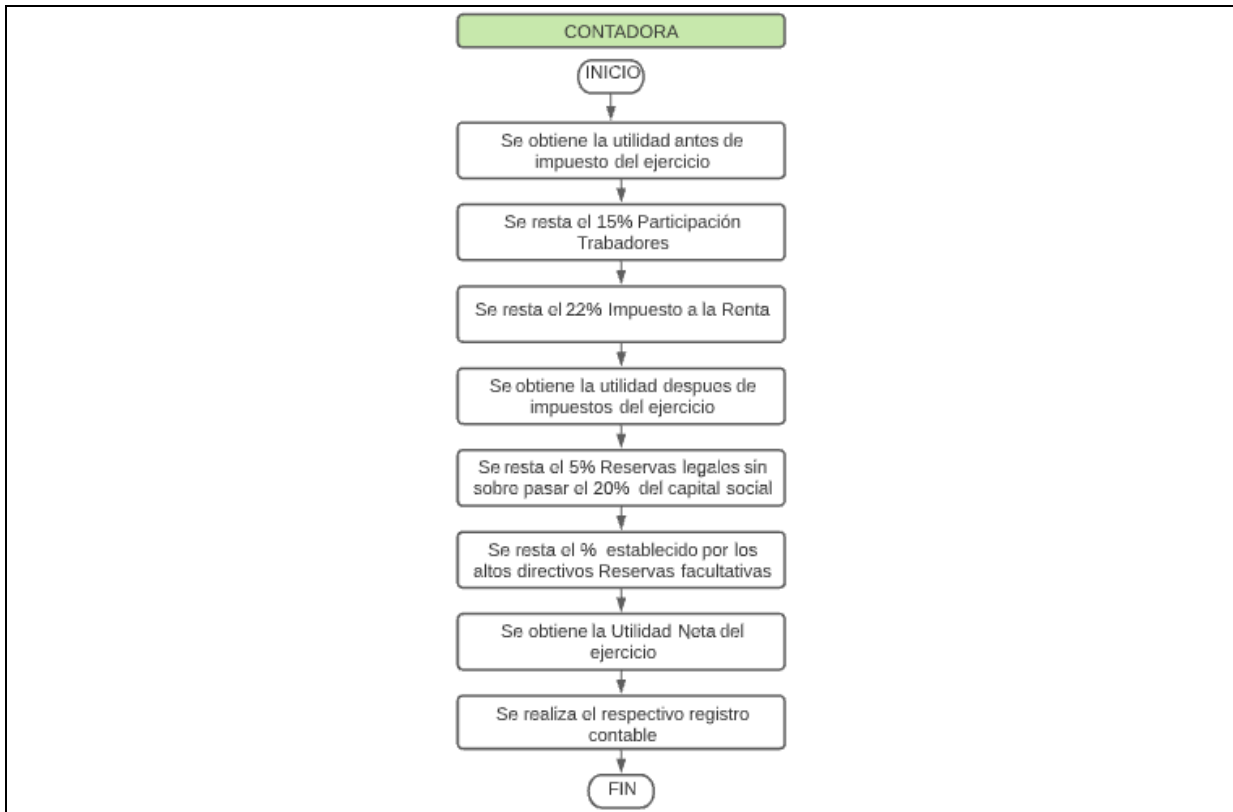 CONTADORA
INICIO
Se obtiene la utilidad antes de
impuesto del ejercicio
Se resta el 15% Participación
Trabadores
Se resta el 22% Impuesto a la Renta
Se obtiene la utilidad despues de
impuestos del ejercicio
Se resta el 5% Reservas legales sin
sobre pasar el 20% del capital social
Se resta el % establecido por los
altos directivos Reservas facultativas
Se obtiene la Utilidad Neta del
ejercicio
Se realiza el respectivo registro
contable
FIN